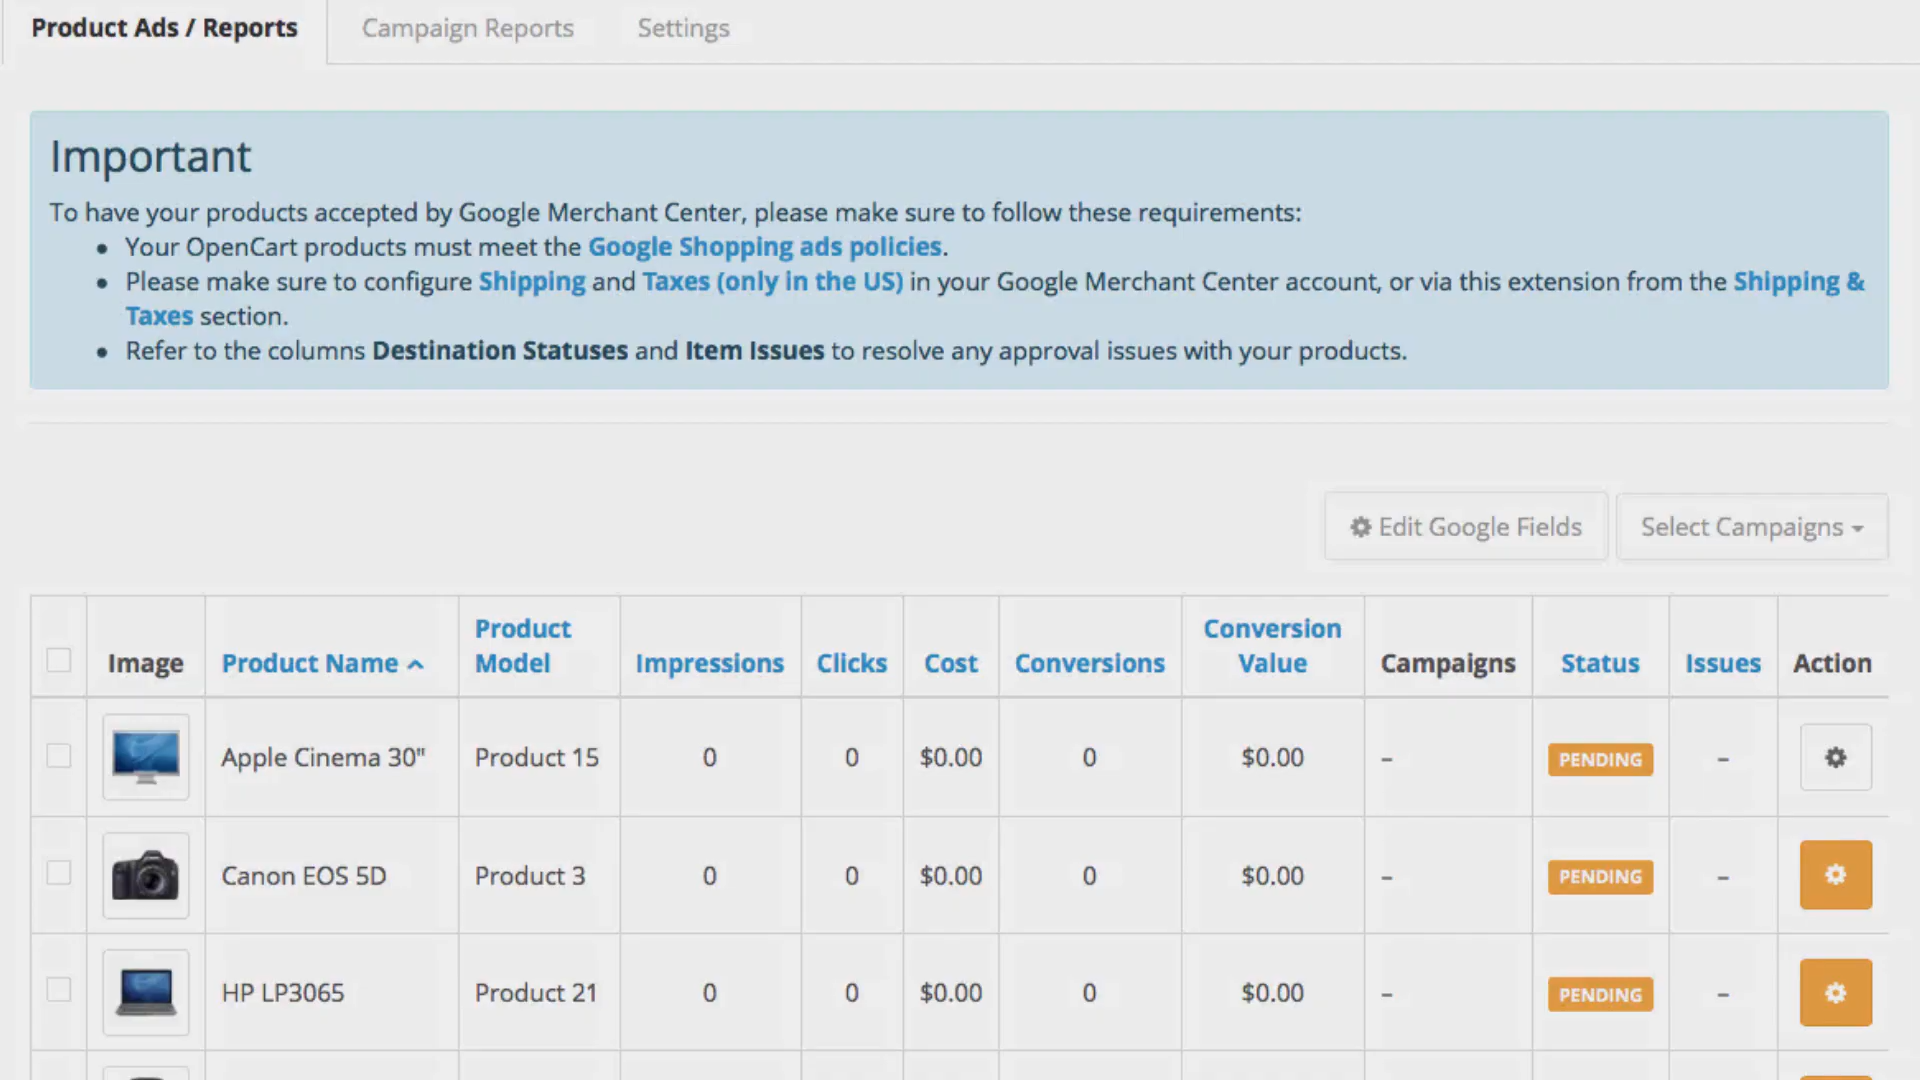 Product Ads / Reports
Campaign Reports
Settings
Important
To have your products accepted by Google Merchant Center, please make sure to follow these requirements:
Your OpenCart products must meet the Google Shopping ads policies.
Please make sure to configure Shipping and Taxes (only in the US) in your Google Merchant Center account, or via this extension from the Shipping &
Taxes section.
Refer to the columns Destination Statuses and Item Issues to resolve any approval issues with your products.
Edit Google Fields
Select Campaigns
Image
Product Name
Product
Model
Impressions
Clicks
Cost
Conversions
Conversion
Value
Campaigns
Status
Issues
Action
Apple Cinema 30" Product 15 0 0 $0.00 0 $0.00 – PENDING –
Canon EOS 5D Product 3 0 0 $0.00 0 $0.00 – PENDING –
HP LP3065 Product 21 0 0 $0.00 0 $0.00 – PENDING –